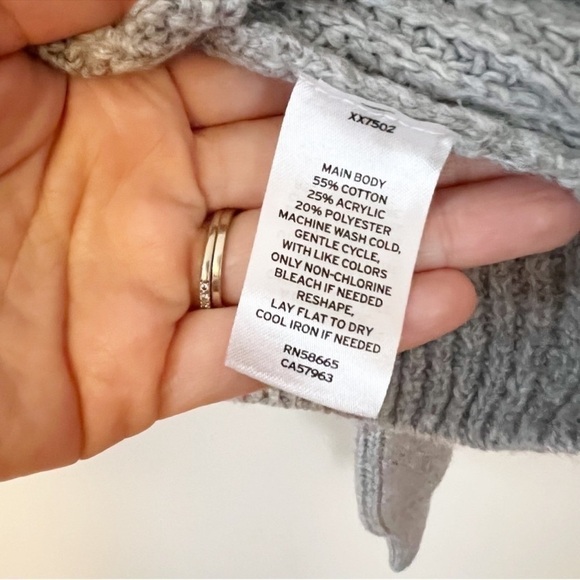 XX7502
MAIN BODY
55% COTTON
25% ACRYLIC
20% POLYESTER
MACHINE WASH COLD,
GENTLE CYCLE,
WITH LIKE COLORS
ONLY NON-CHLORINE
BLEACH IF NEEDED
RESHAPE,
LAY FLAT TO DRY
COOL IRON IF NEEDED
RN58665
CA57963